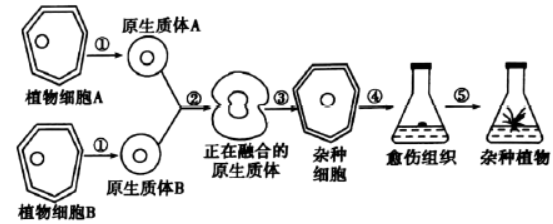 原生质体A
①
植物细胞A
②
③
④
⑤
①
正在融合的
原生质体
杂种
细胞
愈伤组织
杂种植物
原生质体B
植物细胞B